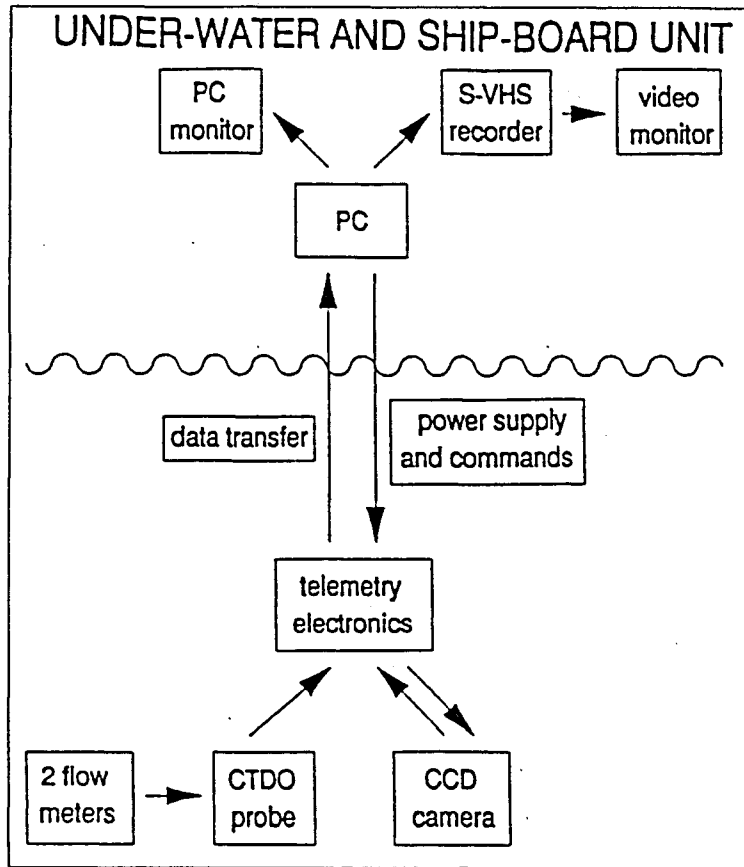 UNDER-WATER AND SHIP-BOARD UNIT
PC
monitor
S-VHS
recorder
video
monitor
PC
data transfer
power supply
and commands
telemetry
electronics
2 flow
meters
CTDO
probe
CCD
camera